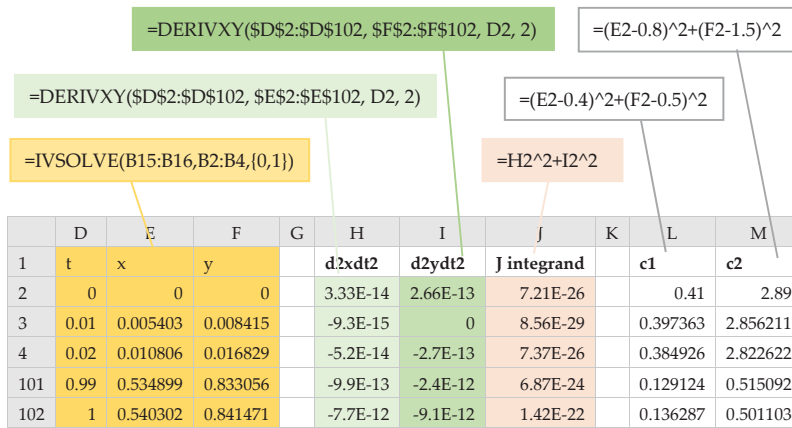 =DERIVXY($D$2:$D$102, $F$2:$F$102, D2, 2)
=(E2-0.8)^2+(F2-1.5)^2
=DERIVXY($D$2:$D$102, $E$2:$E$102, D2, 2)
=(E2-0.4)^2+(F2-0.5)^2
=IVSOLVE(B15:B16,B2:B4,{0,1})
=H2^2+I2^2
D E F G H I J K L M
1 t x y d2xdt2 d2ydt2 J integrand c1 c2
2 0 0 0 3.33E-14 2.66E-13 7.21E-26 0.41 2.89
3 0.01 0.005403 0.008415 -9.3E-15 0 8.56E-29 0.397363 2.856211
4 0.02 0.010806 0.016829 -5.2E-14 -2.7E-13 7.37E-26 0.384926 2.822622
101 0.99 0.534899 0.833056 -9.9E-13 -2.4E-12 6.87E-24 0.129124 0.515092
102 1 0.540302 0.841471 -7.7E-12 -9.1E-12 1.42E-22 0.136287 0.501103